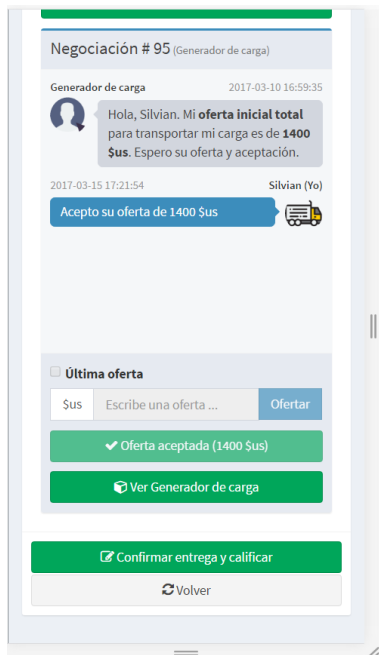 Negociación # 95 (Generador de carga)
Generador de carga 2017-03-10 16:59:35
Hola, Silvian. Mi oferta inicial total
para transportar mi carga es de 1400
$us. Espero su oferta y aceptación.
2017-03-15 17:21:54 Silvian (Yo)
Acepto su oferta de 1400 $us
Última oferta
$us Escribe una oferta ... Ofertar
Oferta aceptada (1400 $us)
Ver Generador de carga
Confirmar entrega y calificar
Volver